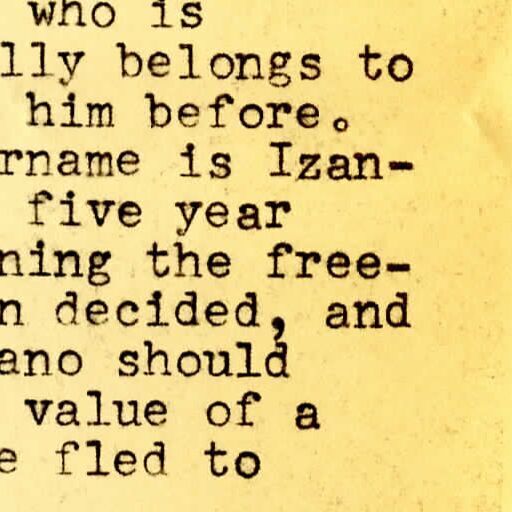 who is
lly belongs to
him before.
rname is Izan-
five year
ning the free-
n decided, and
ano should
value of a
e fled to